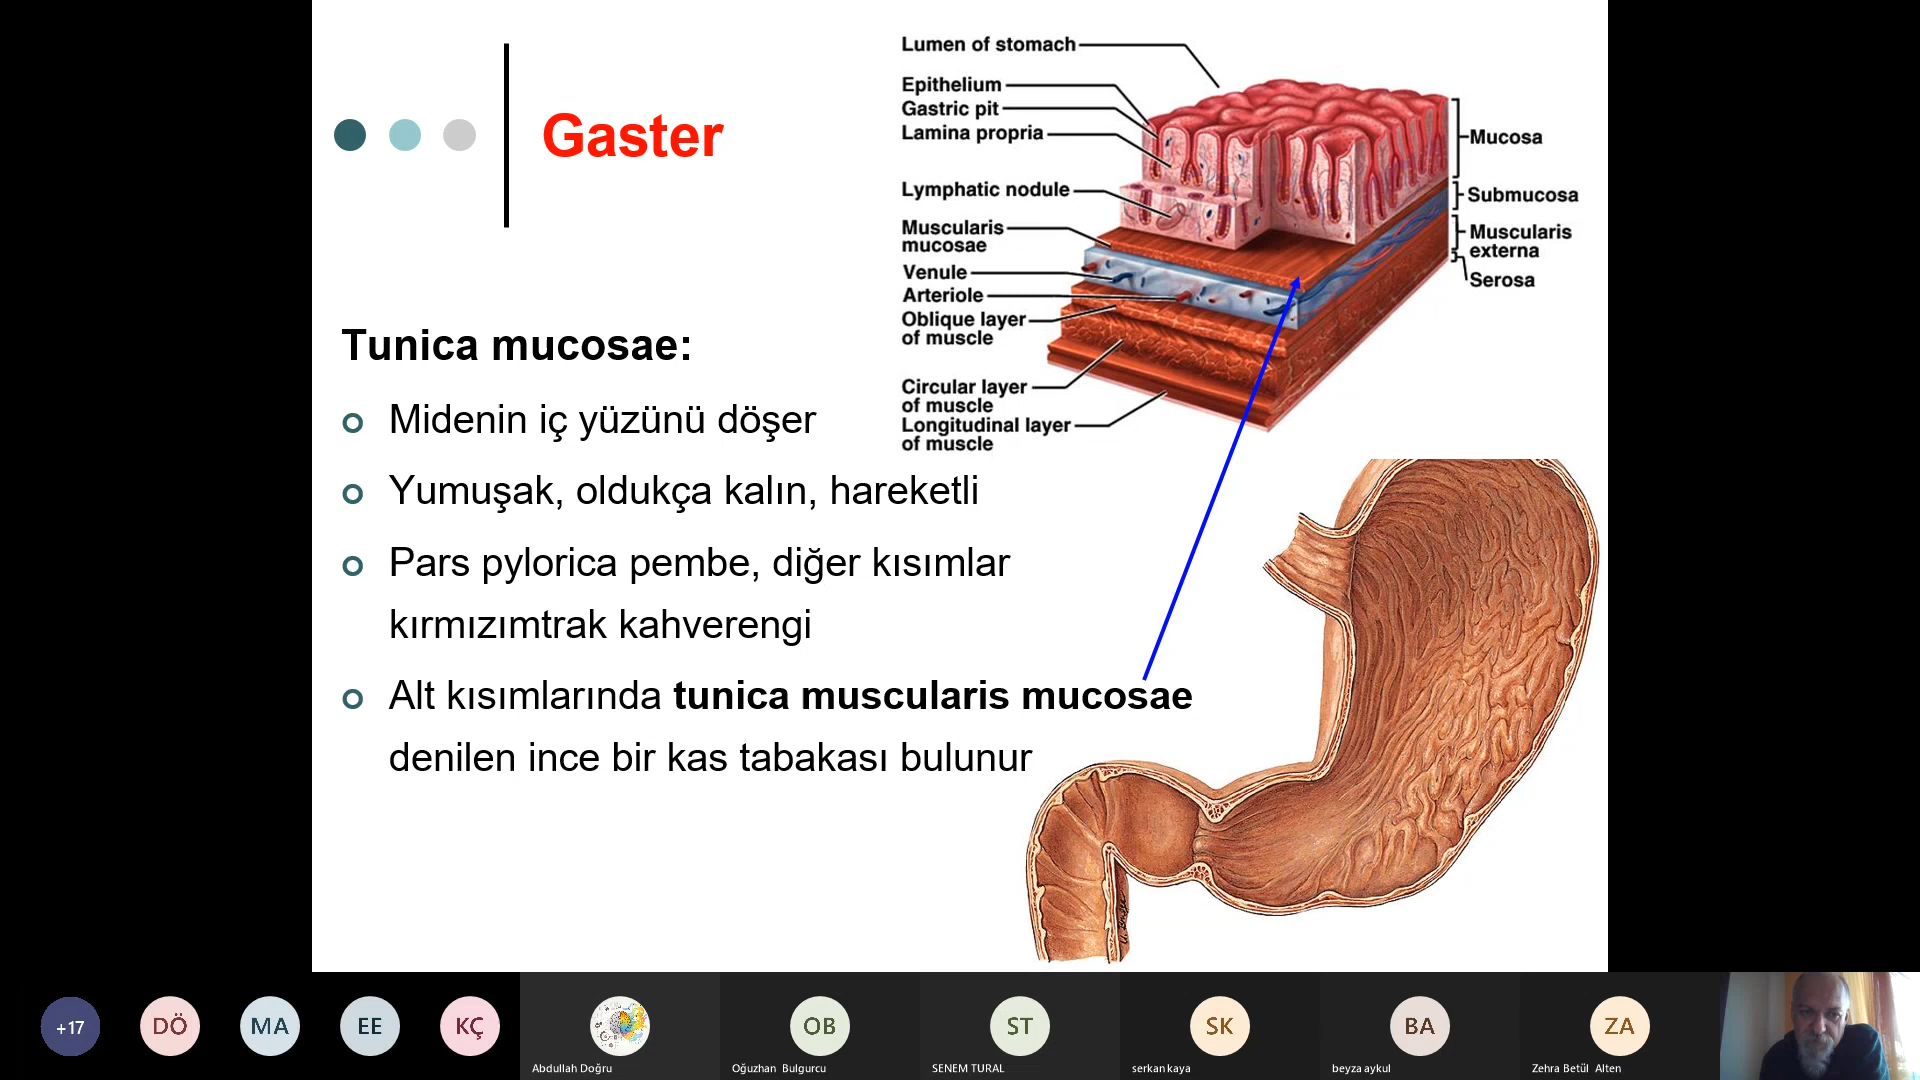 Gaster
Tunica mucosae:
Midenin iç yüzünü döşer
Yumuşak, oldukça kalın, hareketli
Pars pylorica pembe, diğer kısımlar
kırmızımtrak kahverengi
Alt kısımlarında tunica muscularis mucosae
denilen ince bir kas tabakası bulunur
Lumen of stomach
Epithelium
Gastric pit
Lamina propria
Lymphatic nodule
Muscularis
mucosae
Venule
Arteriole
Oblique layer
of muscle
Circular layer
of muscle
Longitudinal layer
of muscle
Mucosa
Submucosa
Muscularis
externa
Serosa
+17
DÖ
MA
EE
KÇ
Abdullah Doğru
OB
Oğuzhan Bulgurcu
ST
SENEM TURAL
SK
serkan kaya
BA
beyza aykul
ZA
Zehra Betül Alten